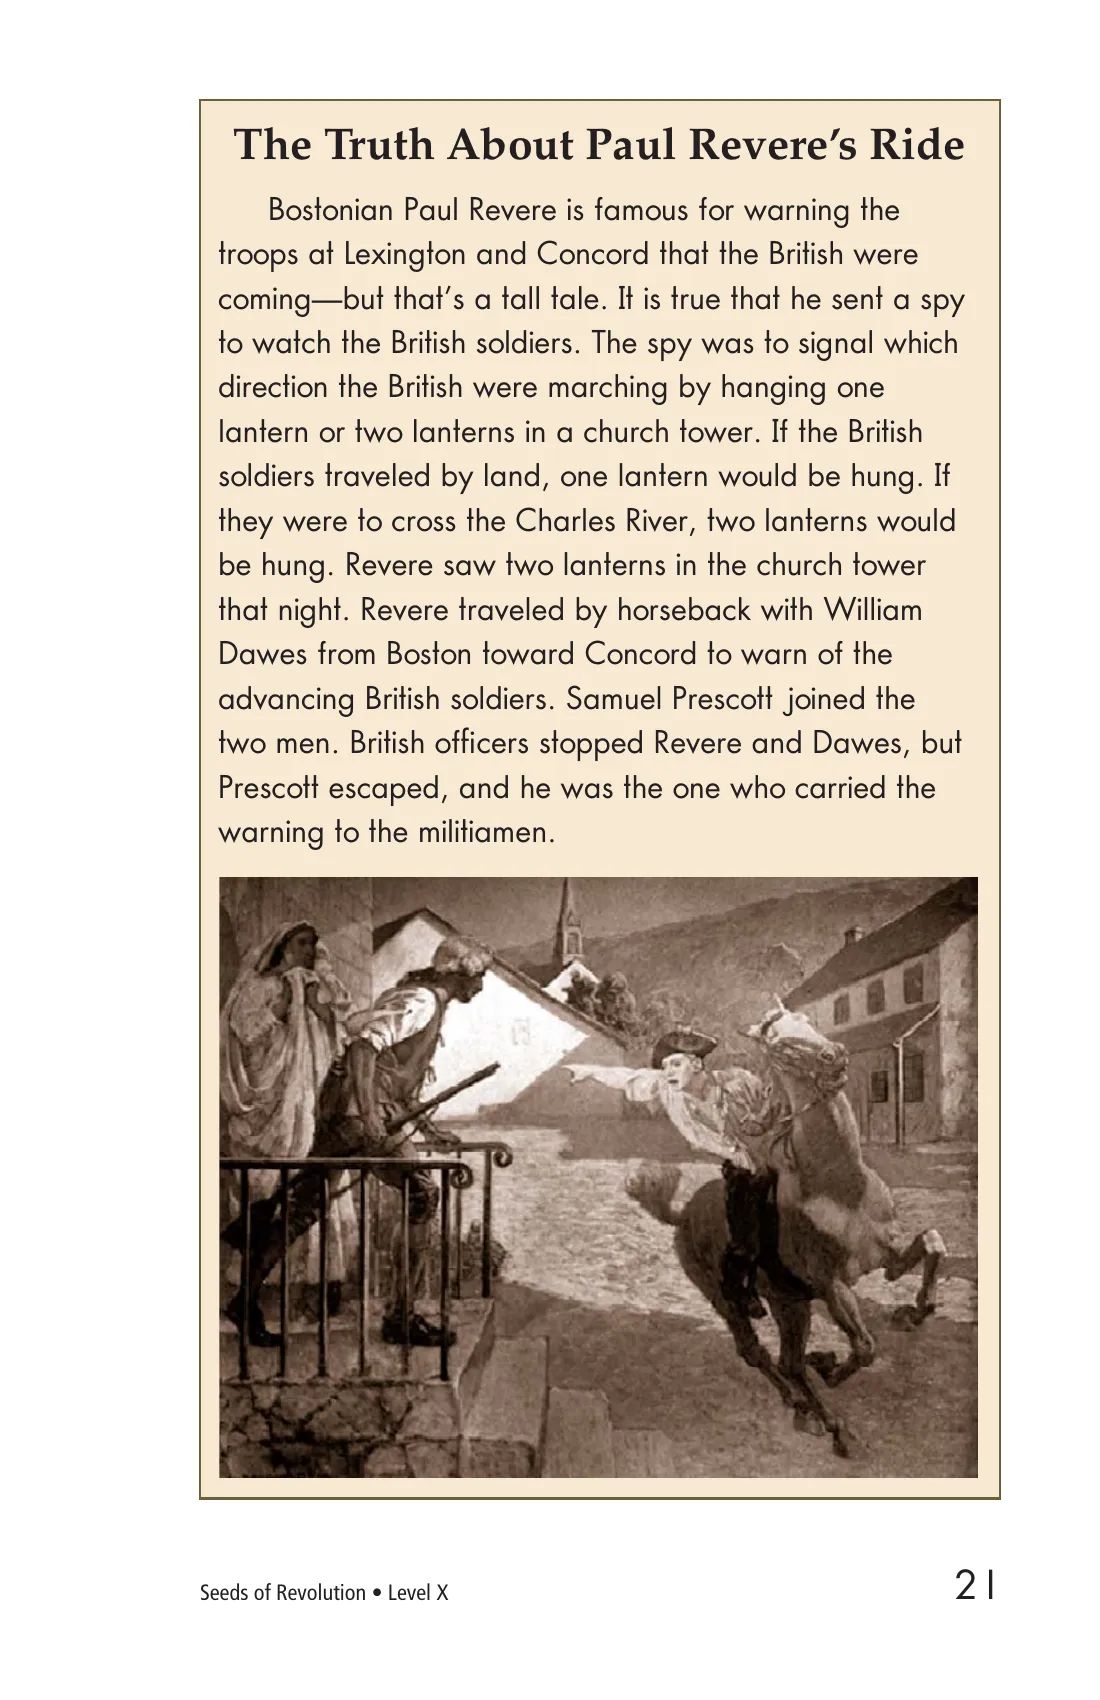 The Truth About Paul Revere’s Ride
Bostonian Paul Revere is famous for warning the
troops at Lexington and Concord that the British were
coming—but that’s a tall tale. It is true that he sent a spy
to watch the British soldiers. The spy was to signal which
direction the British were marching by hanging one
lantern or two lanterns in a church tower. If the British
soldiers traveled by land, one lantern would be hung. If
they were to cross the Charles River, two lanterns would
be hung. Revere saw two lanterns in the church tower
that night. Revere traveled by horseback with William
Dawes from Boston toward Concord to warn of the
advancing British soldiers. Samuel Prescott joined the
two men. British officers stopped Revere and Dawes, but
Prescott escaped, and he was the one who carried the
warning to the militiamen.
Seeds of Revolution • Level X
21